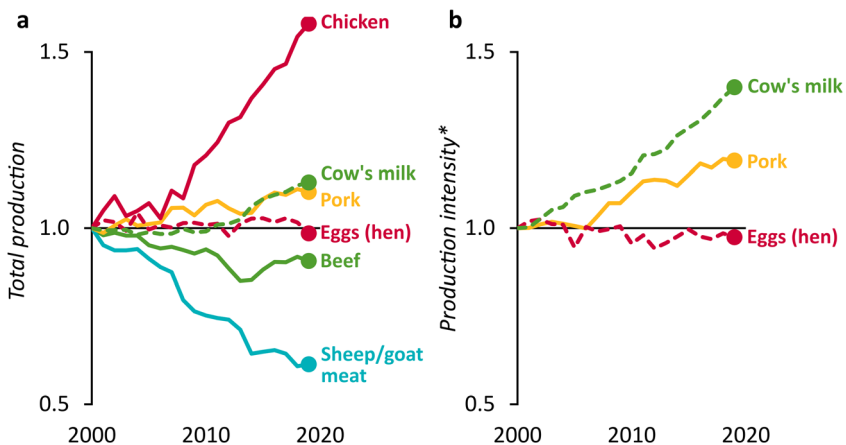 a
Total production
1.5
1.0
0.5
2000
2010
2020
Chicken
Cow's milk
Pork
Eggs (hen)
Beef
Sheep/goat
meat
b
Production intensity*
1.5
1.0
0.5
2000
2010
2020
Cow's milk
Pork
Eggs (hen)